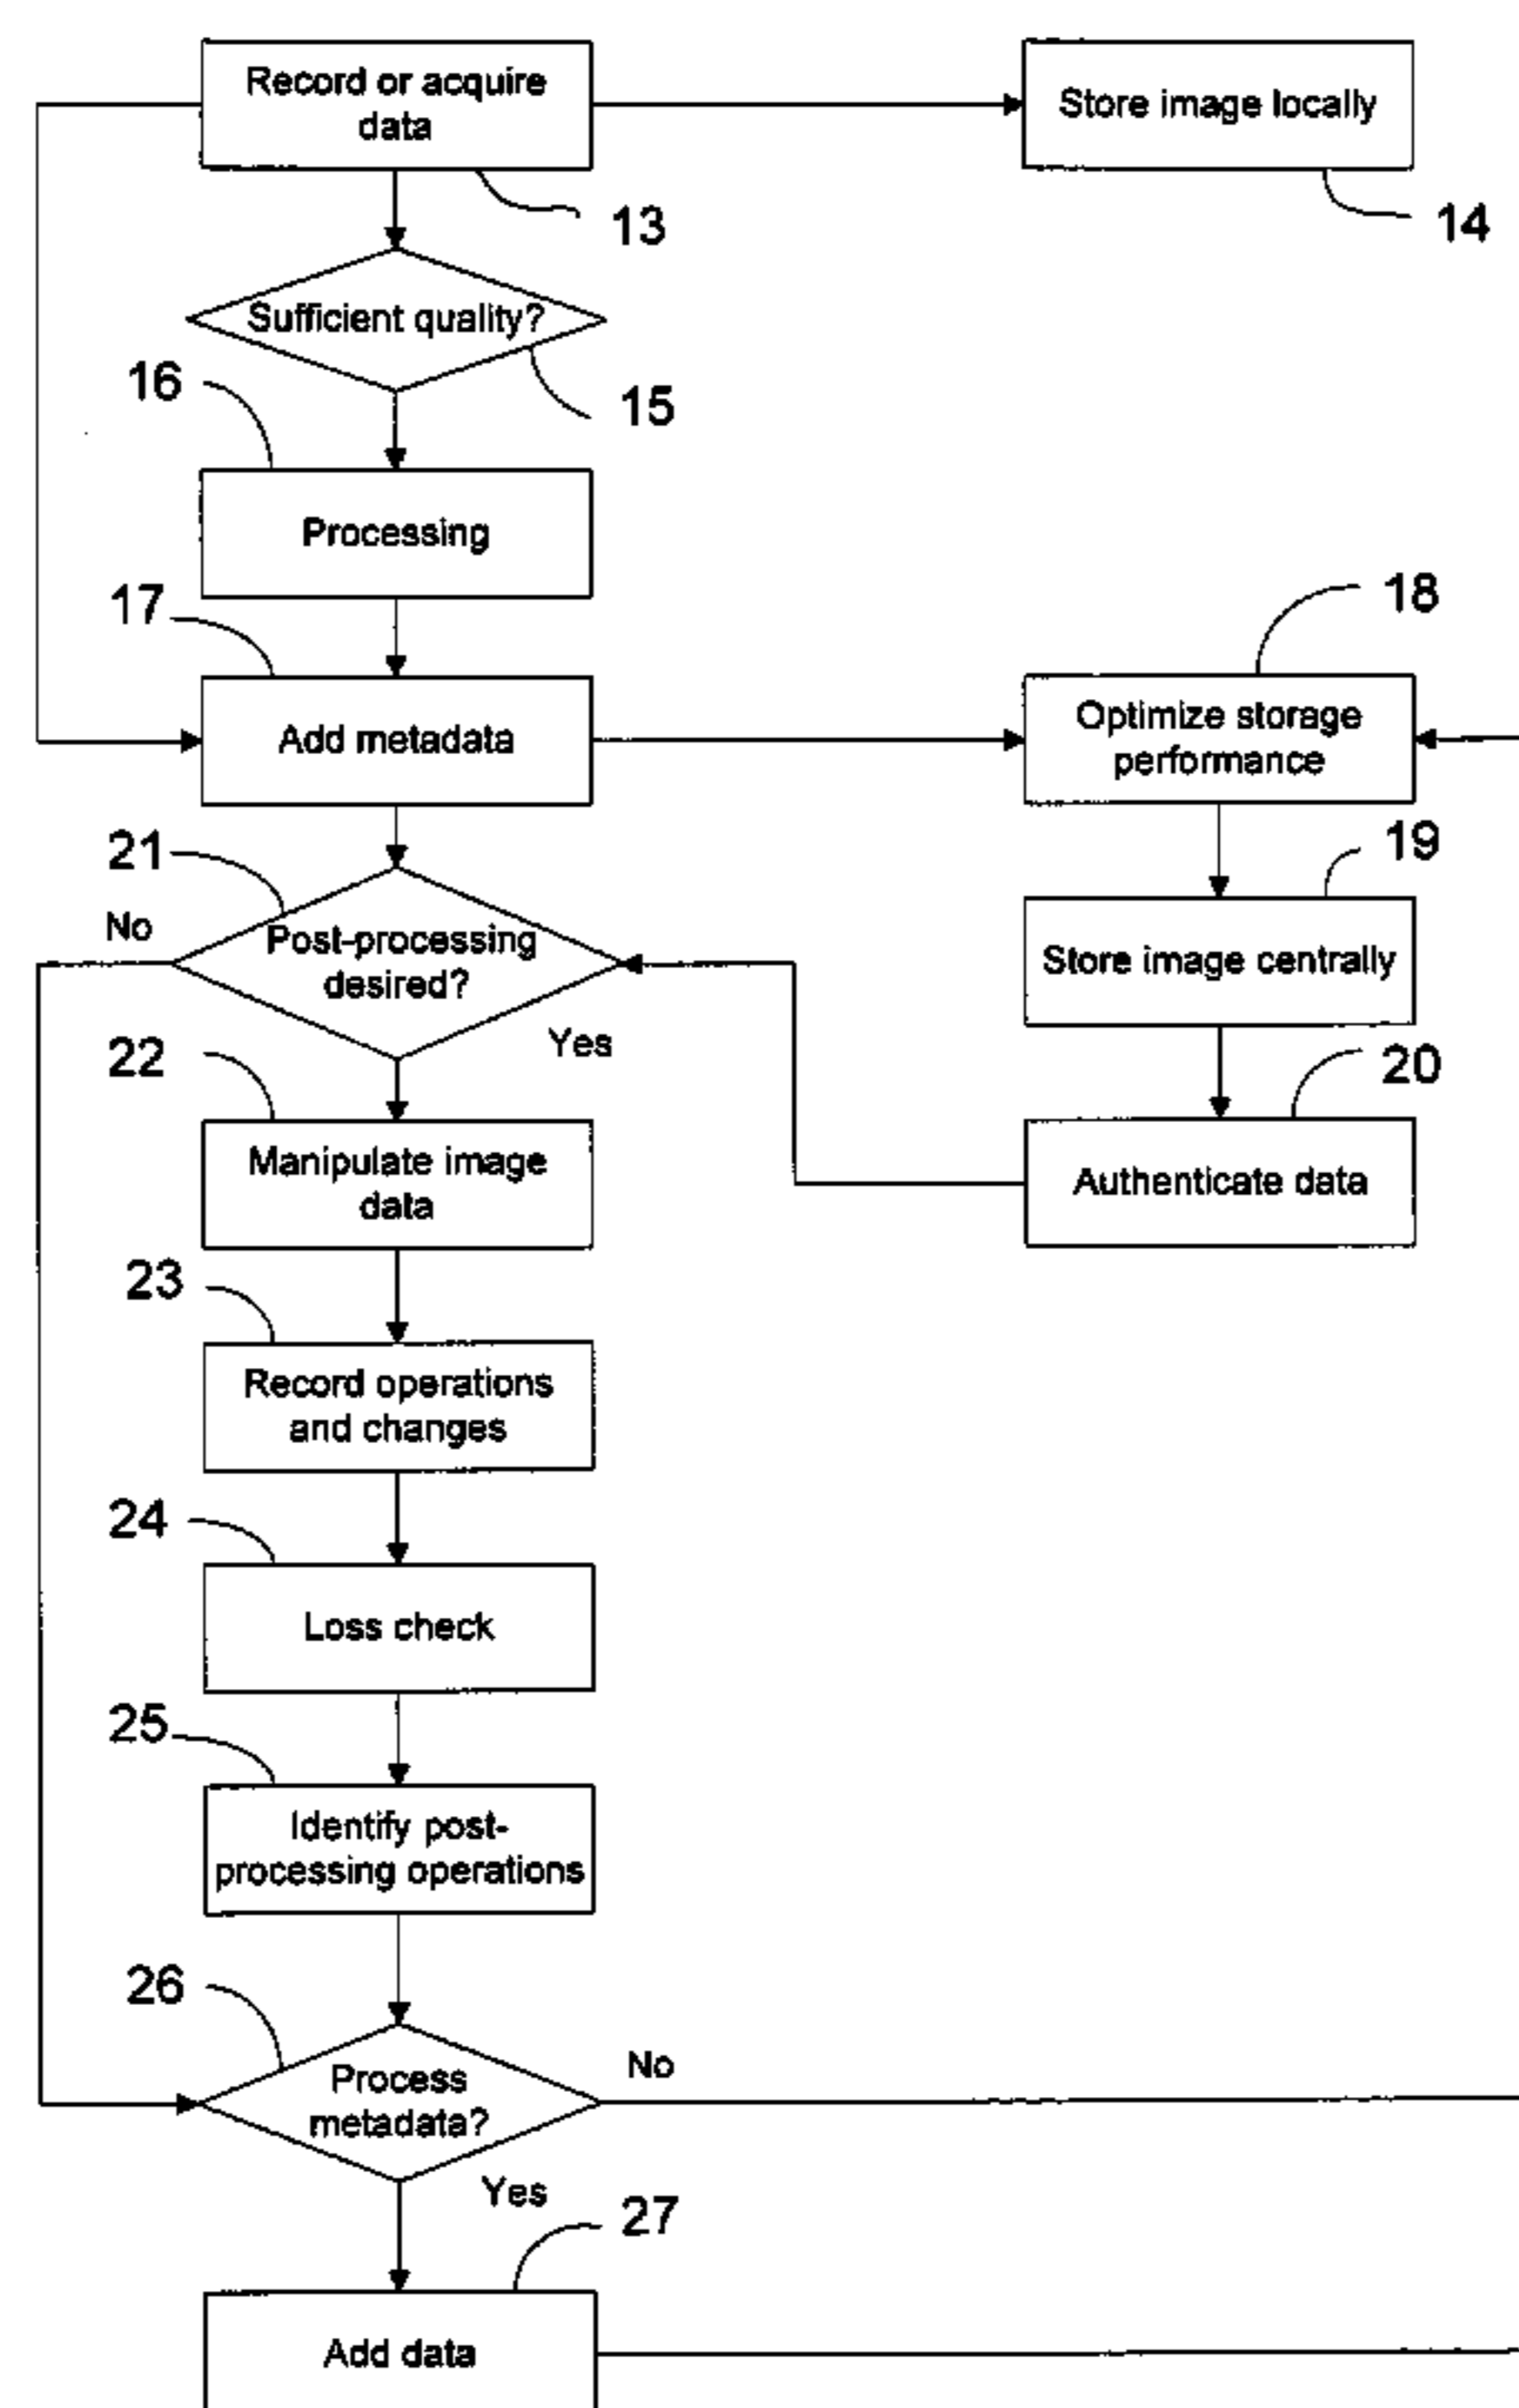 Record or acquire
data
Store image locally
13
14
Sufficient quality?
16
15
Processing
17
18
Add metadata
Optimize storage
performance
21
19
No
Post-processing
desired?
Store image centrally
Yes
22
20
Manipulate image
data
Authenticate data
23
Record operations
and changes
24
Loss check
25
Identify post-
processing operations
26
Process
metadata?
No
Yes
27
Add data